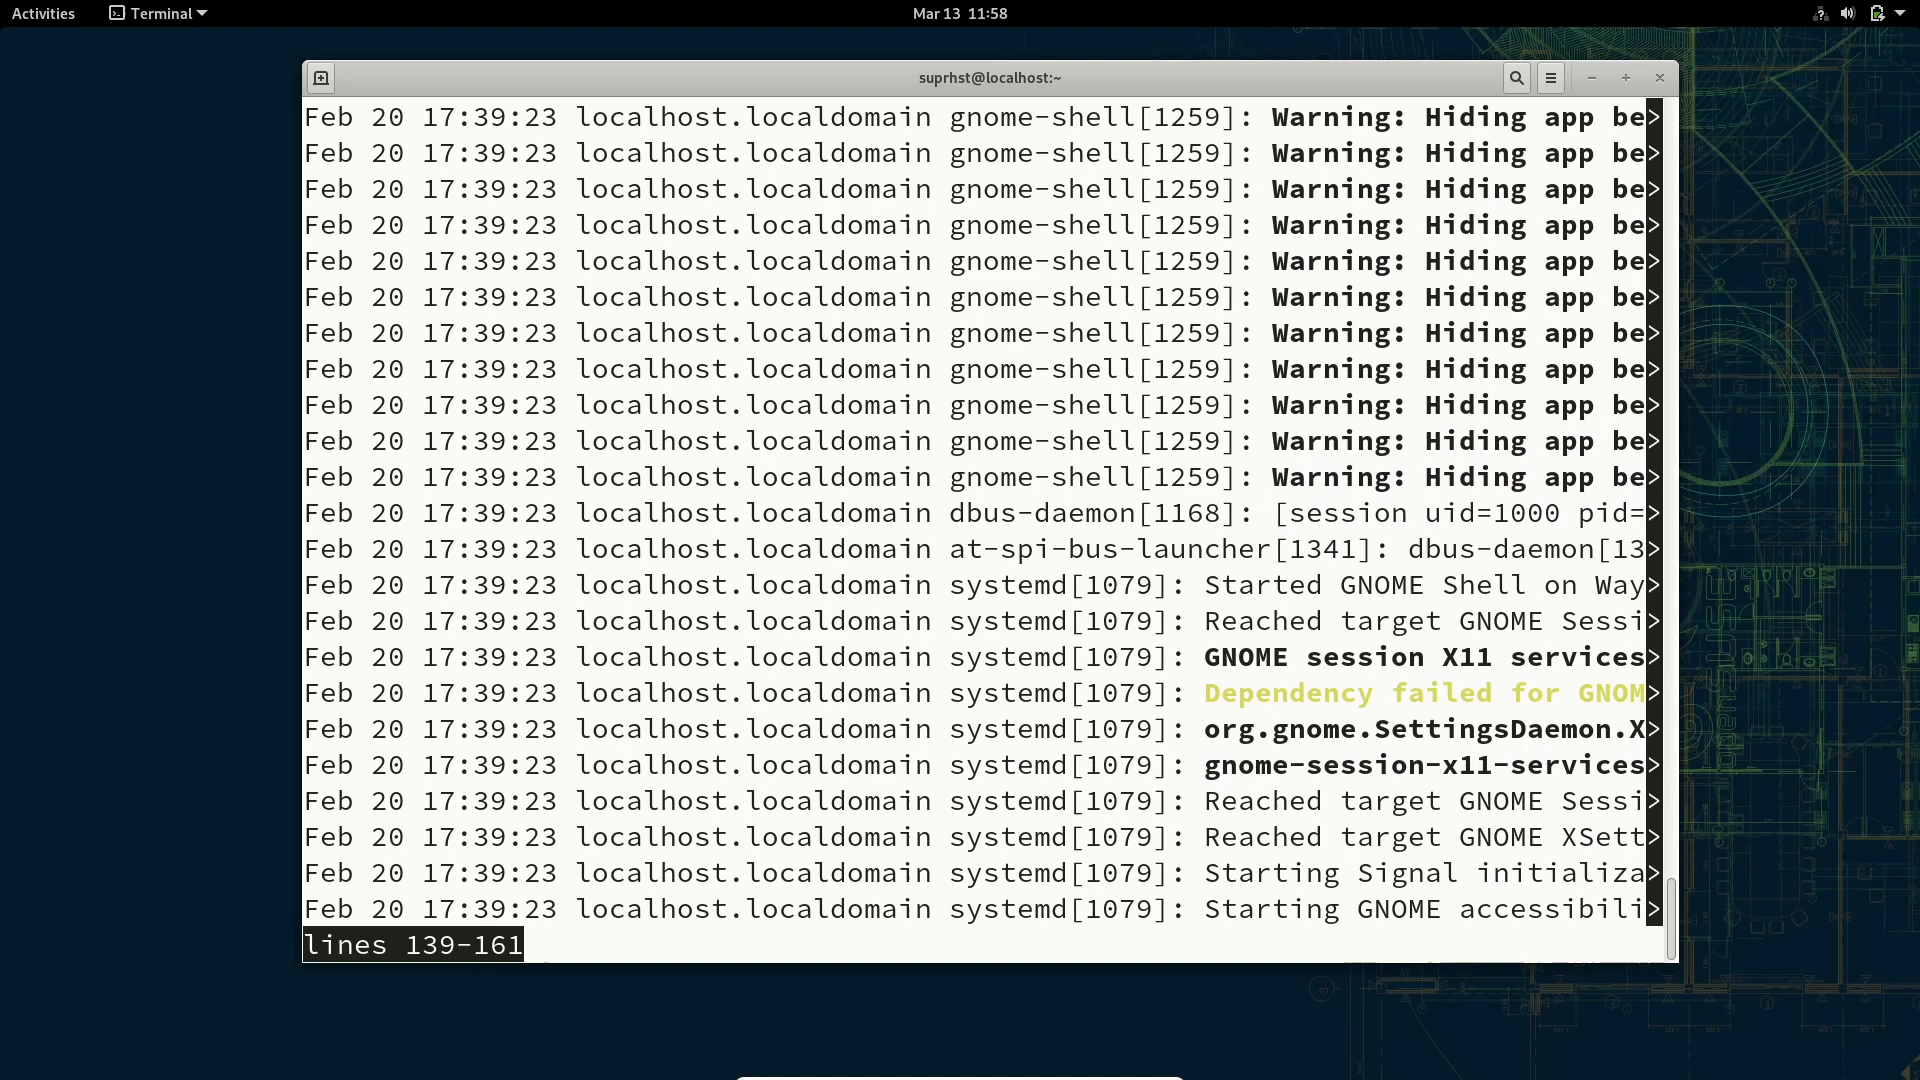 Activities Terminal Mar 13 11:58
suprhst@localhost:~
Feb 20 17:39:23 localhost.localdomain gnome-shell[1259]: Warning: Hiding app be>
Feb 20 17:39:23 localhost.localdomain gnome-shell[1259]: Warning: Hiding app be>
Feb 20 17:39:23 localhost.localdomain gnome-shell[1259]: Warning: Hiding app be>
Feb 20 17:39:23 localhost.localdomain gnome-shell[1259]: Warning: Hiding app be>
Feb 20 17:39:23 localhost.localdomain gnome-shell[1259]: Warning: Hiding app be>
Feb 20 17:39:23 localhost.localdomain gnome-shell[1259]: Warning: Hiding app be>
Feb 20 17:39:23 localhost.localdomain gnome-shell[1259]: Warning: Hiding app be>
Feb 20 17:39:23 localhost.localdomain gnome-shell[1259]: Warning: Hiding app be>
Feb 20 17:39:23 localhost.localdomain gnome-shell[1259]: Warning: Hiding app be>
Feb 20 17:39:23 localhost.localdomain gnome-shell[1259]: Warning: Hiding app be>
Feb 20 17:39:23 localhost.localdomain gnome-shell[1259]: Warning: Hiding app be>
Feb 20 17:39:23 localhost.localdomain dbus-daemon[1168]: [session uid=1000 pid=>
Feb 20 17:39:23 localhost.localdomain at-spi-bus-launcher[1341]: dbus-daemon[13>
Feb 20 17:39:23 localhost.localdomain systemd[1079]: Started GNOME Shell on Way>
Feb 20 17:39:23 localhost.localdomain systemd[1079]: Reached target GNOME Sessi>
Feb 20 17:39:23 localhost.localdomain systemd[1079]: GNOME session X11 services>
Feb 20 17:39:23 localhost.localdomain systemd[1079]: Dependency failed for GNOM>
Feb 20 17:39:23 localhost.localdomain systemd[1079]: org.gnome.SettingsDaemon.X>
Feb 20 17:39:23 localhost.localdomain systemd[1079]: gnome-session-x11-services>
Feb 20 17:39:23 localhost.localdomain systemd[1079]: Reached target GNOME Sessi>
Feb 20 17:39:23 localhost.localdomain systemd[1079]: Reached target GNOME XSett>
Feb 20 17:39:23 localhost.localdomain systemd[1079]: Starting Signal initializa>
Feb 20 17:39:23 localhost.localdomain systemd[1079]: Starting GNOME accessibili>
lines 139-161
openSUSE